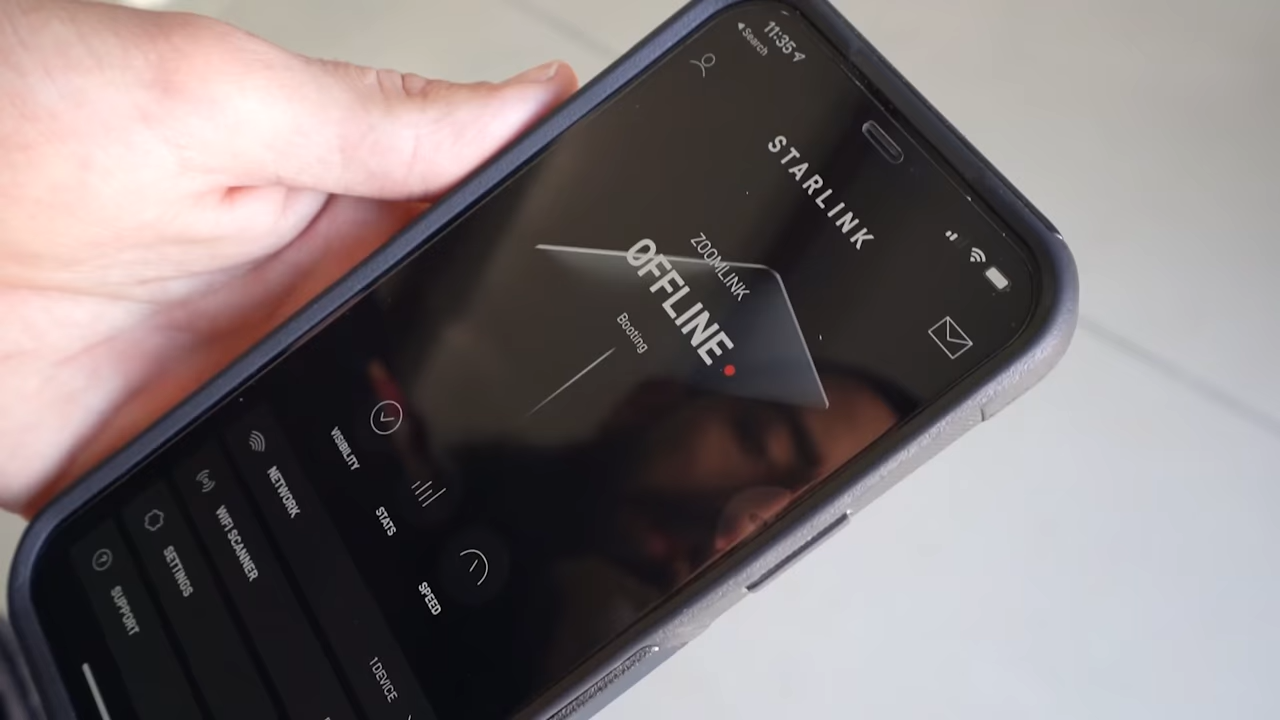 11:35
Search
STARLINK
ZOOMLINK
OFFLINE
Booting
VISIBILITY
STATS
SPEED
NETWORK
1 DEVICE
WIFI SCANNER
SETTINGS
SUPPORT